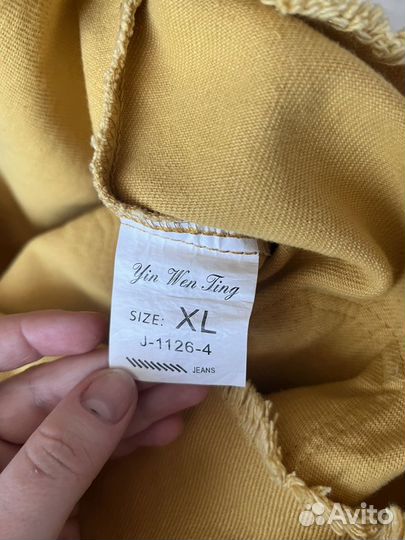 Yin Wen Ting
SIZE: XL
J-1126-4
JEANS
Avito